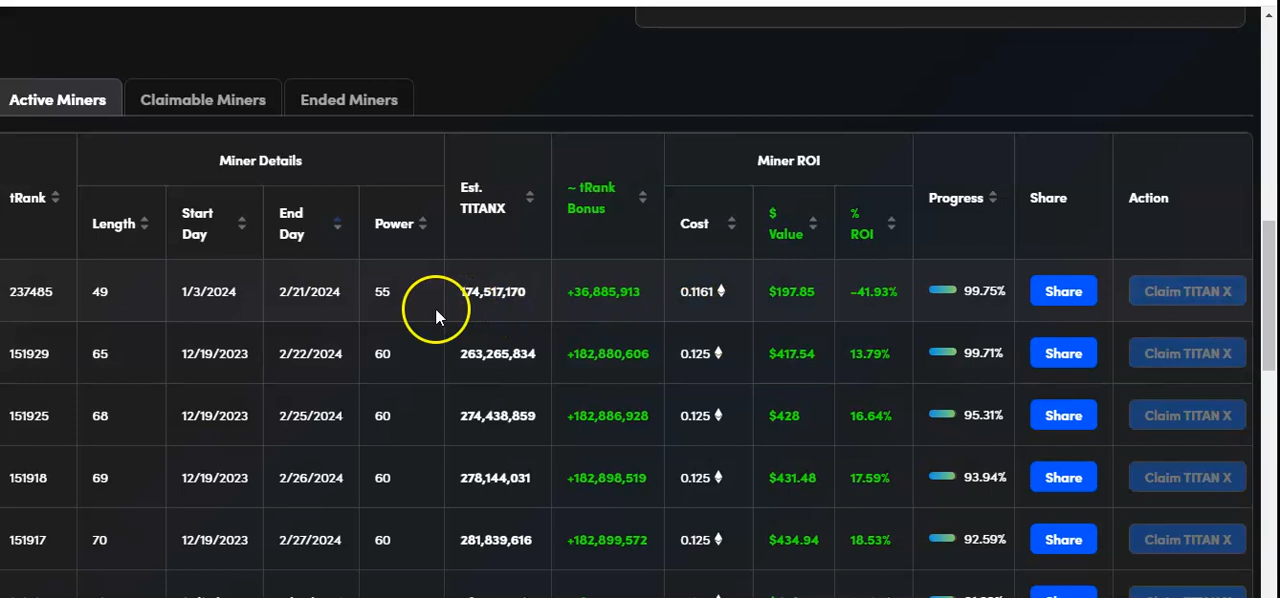 Active Miners Claimable Miners Ended Miners
Miner Details Miner ROI
tRank Est. TITANX ~ tRank Bonus Progress Share Action
Length Start Day End Day Power Cost $ Value % ROI
237485 49 1/3/2024 2/21/2024 55 174,517,170 +36,885,913 0.1161 $197.85 -41.93% 99.75% Share Claim TITAN X
151929 65 12/19/2023 2/22/2024 60 263,265,834 +182,880,606 0.125 $417.54 13.79% 99.71% Share Claim TITAN X
151925 68 12/19/2023 2/25/2024 60 274,438,859 +182,886,928 0.125 $428 16.64% 95.31% Share Claim TITAN X
151918 69 12/19/2023 2/26/2024 60 278,144,031 +182,898,519 0.125 $431.48 17.59% 93.94% Share Claim TITAN X
151917 70 12/19/2023 2/27/2024 60 281,839,616 +182,899,572 0.125 $434.94 18.53% 92.59% Share Claim TITAN X